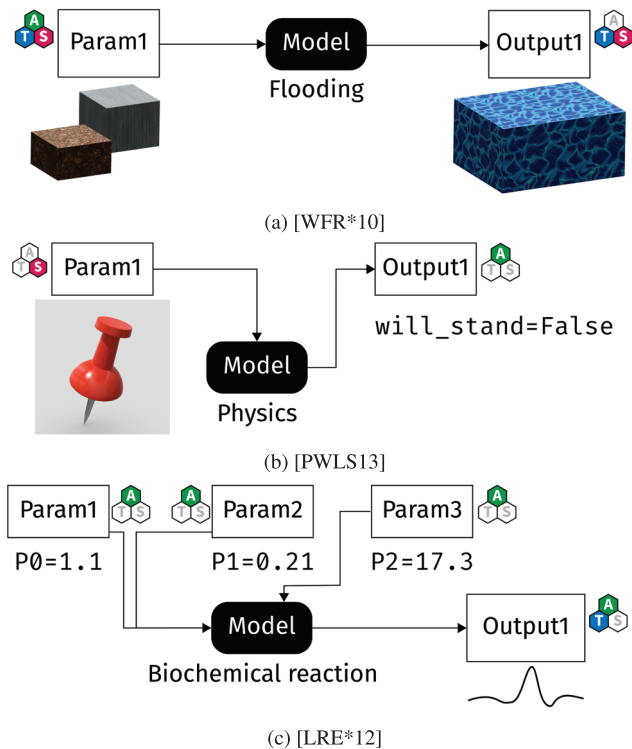 A T S Param1 Model Output1 A T S
Flooding
(a) [WFR*10]
A T S Param1 Output1 A T S
will_stand=False
Model
Physics
(b) [PWLS13]
Param1 A T S A T S Param2 Param3 A T S
P0=1.1 P1=0.21 P2=17.3
Model Output1 A T S
Biochemical reaction
(c) [LRE*12]